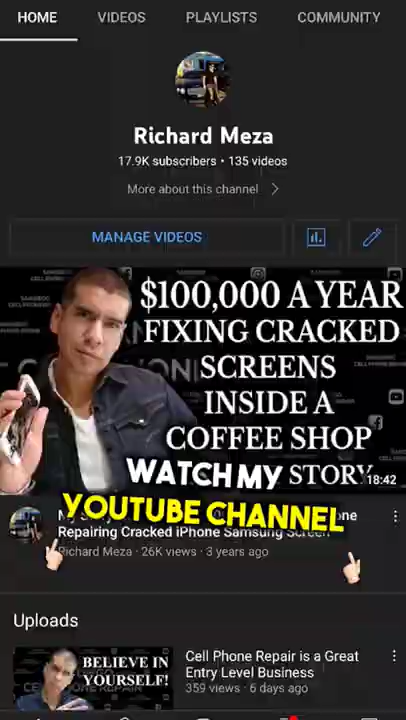 HOME VIDEOS PLAYLISTS COMMUNITY
Richard Meza
17.9K subscribers • 135 videos
More about this channel
MANAGE VIDEOS
$100,000 A YEAR
FIXING CRACKED
SCREENS
INSIDE A
COFFEE SHOP
WATCH MY STORY
18:42
YOUTUBE CHANNEL
Repairing Cracked iPhone Samsung Screen
Richard Meza · 26K views · 3 years ago
Uploads
BELIEVE IN
YOURSELF!
Cell Phone Repair is a Great
Entry Level Business
359 views · 6 days ago